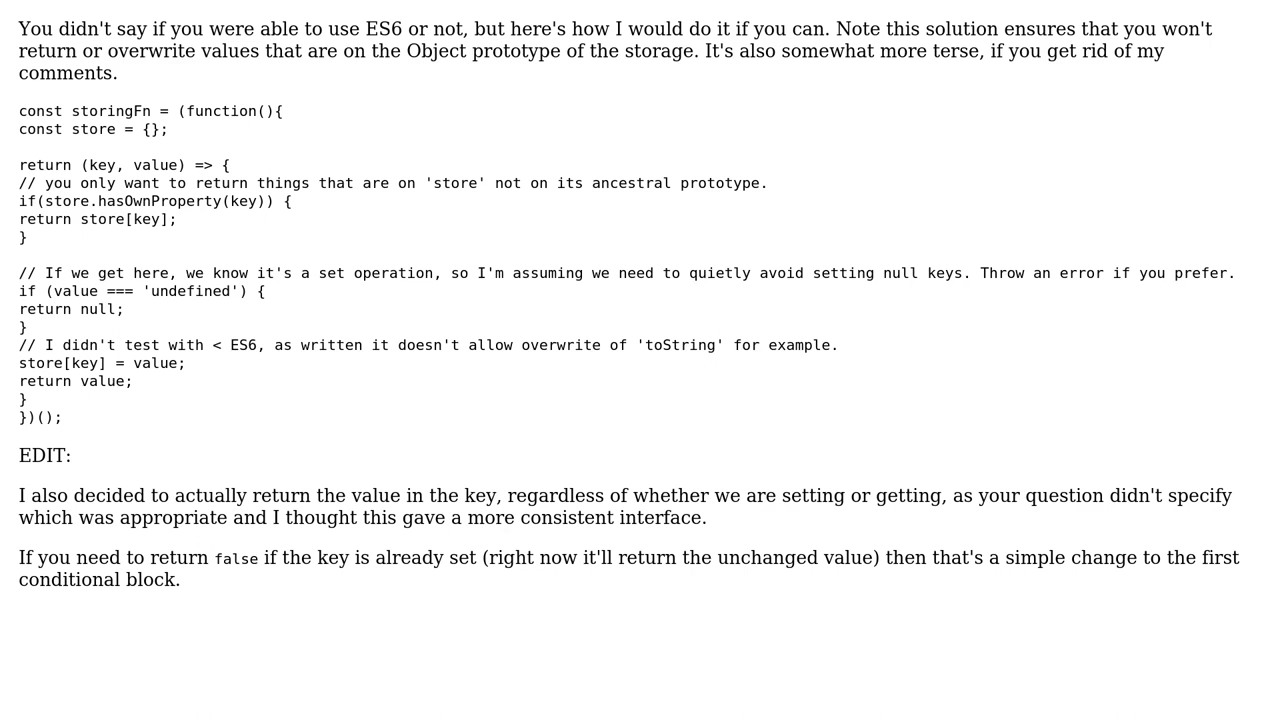 You didn't say if you were able to use ES6 or not, but here's how I would do it if you can. Note this solution ensures that you won't
return or overwrite values that are on the Object prototype of the storage. It's also somewhat more terse, if you get rid of my
comments.
const storingFn = (function(){
const store = {};
return (key, value) => {
// you only want to return things that are on 'store' not on its ancestral prototype.
if(store.hasOwnProperty(key)) {
return store[key];
}
// If we get here, we know it's a set operation, so I'm assuming we need to quietly avoid setting null keys. Throw an error if you prefer.
if (value === 'undefined') {
return null;
}
// I didn't test with < ES6, as written it doesn't allow overwrite of 'toString' for example.
store[key] = value;
return value;
}
})();
EDIT:
I also decided to actually return the value in the key, regardless of whether we are setting or getting, as your question didn't specify
which was appropriate and I thought this gave a more consistent interface.
If you need to return false if the key is already set (right now it'll return the unchanged value) then that's a simple change to the first
conditional block.